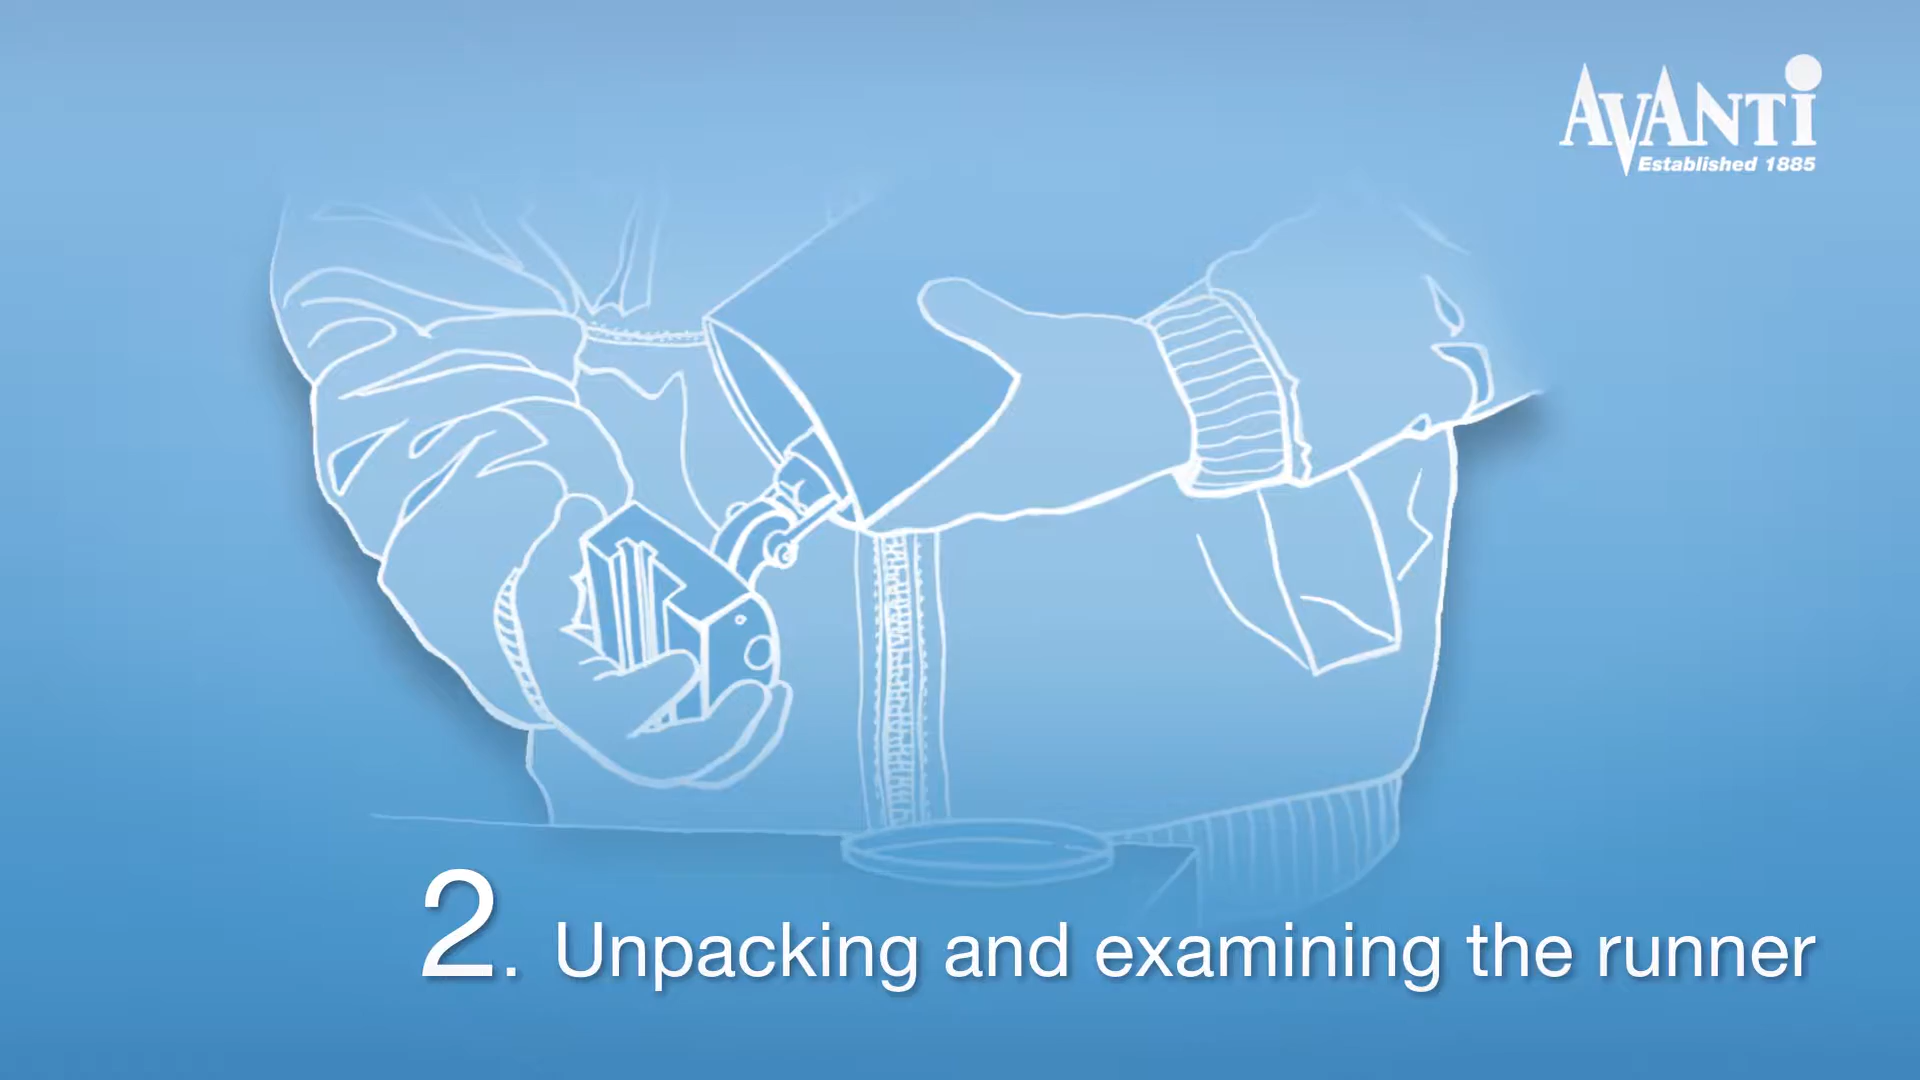 AVANTi
Established 1885
2. Unpacking and examining the runner